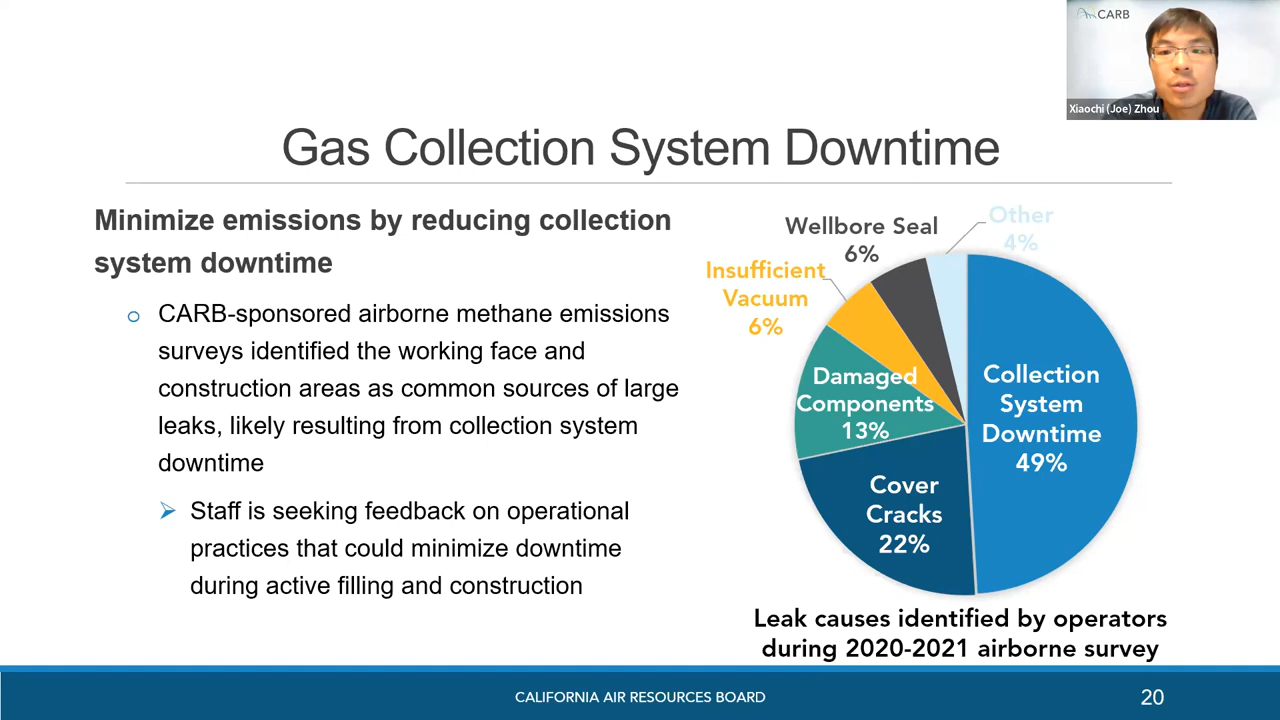 CARB
Xiaochi (Joe) Zhou
Gas Collection System Downtime
Minimize emissions by reducing collection
system downtime
CARB-sponsored airborne methane emissions
surveys identified the working face and
construction areas as common sources of large
leaks, likely resulting from collection system
downtime
Staff is seeking feedback on operational
practices that could minimize downtime
during active filling and construction
Other
4%
Wellbore Seal
6%
Insufficient
Vacuum
6%
Damaged
Components
13%
Cover
Cracks
22%
Collection
System
Downtime
49%
Leak causes identified by operators
during 2020-2021 airborne survey
CALIFORNIA AIR RESOURCES BOARD
20